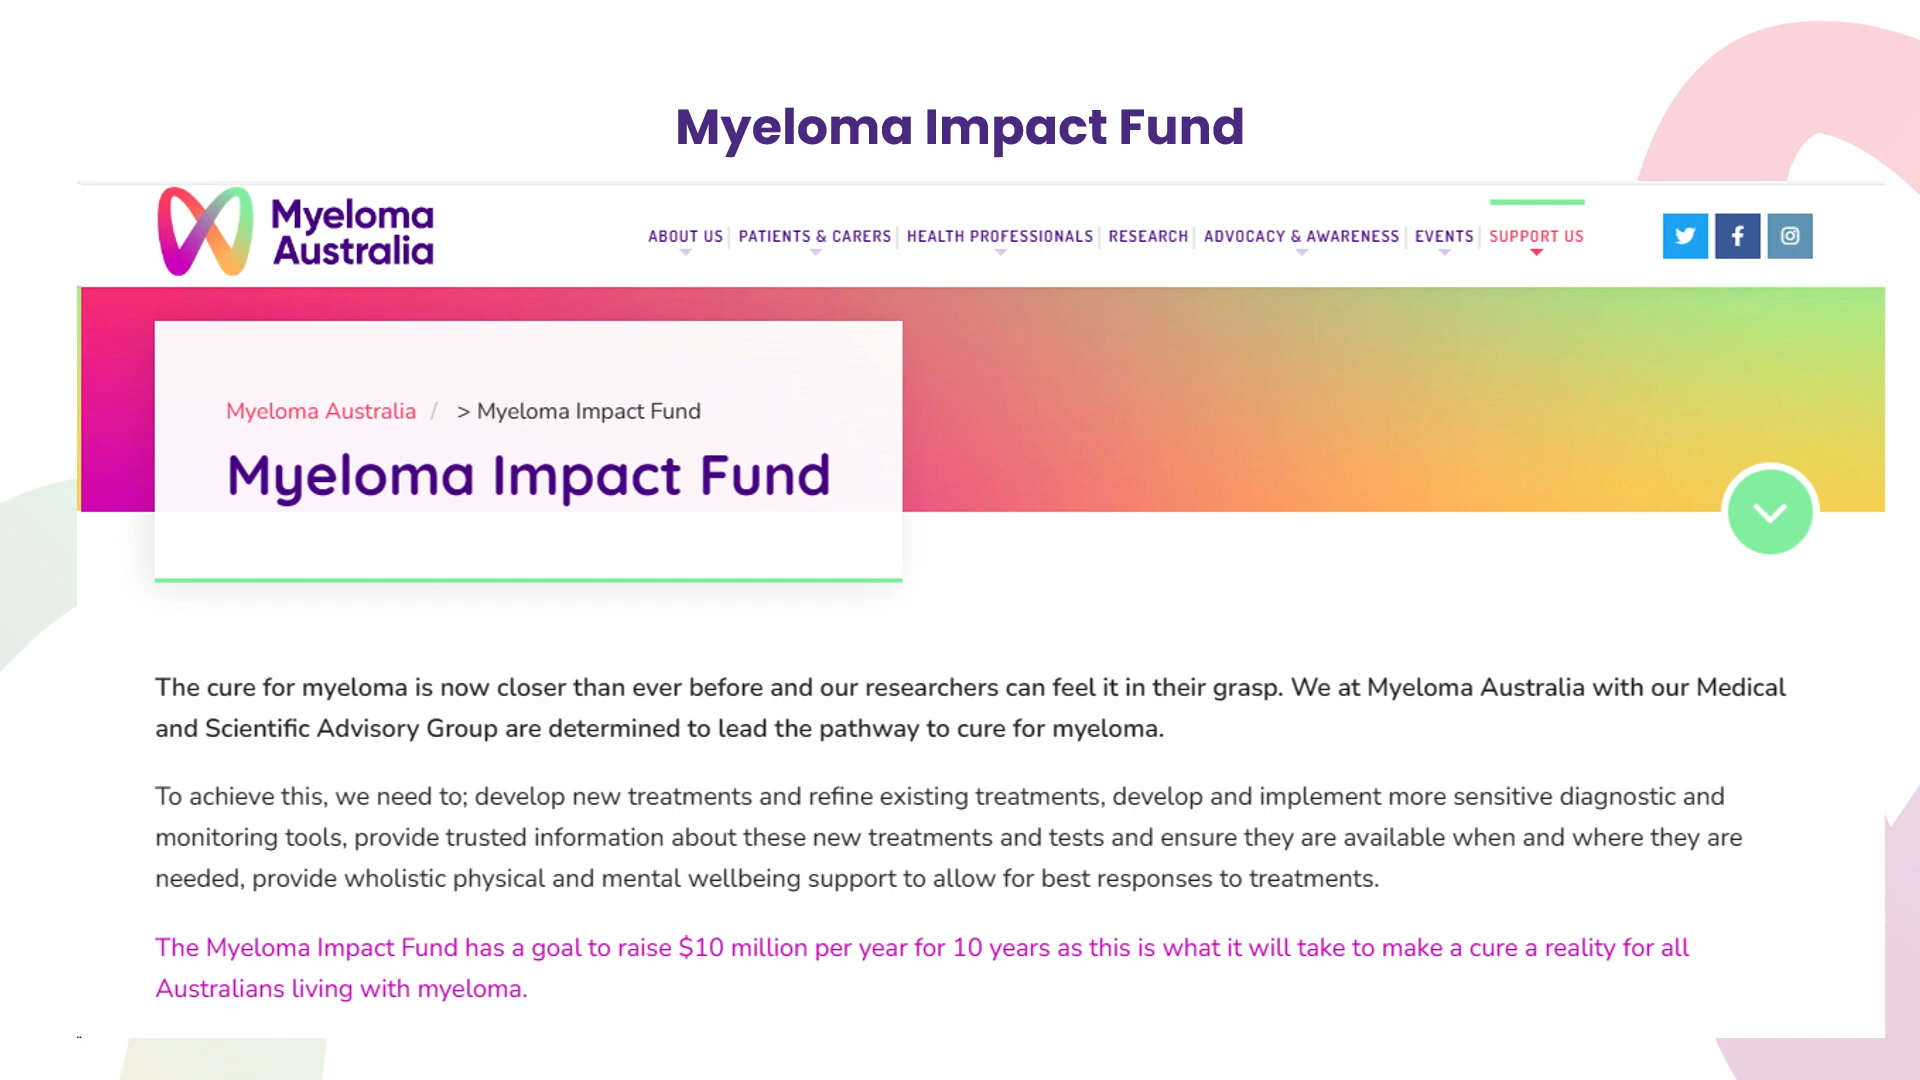 Myeloma Impact Fund
Myeloma
Australia
ABOUT US
PATIENTS & CARERS
HEALTH PROFESSIONALS
RESEARCH
ADVOCACY & AWARENESS
EVENTS
SUPPORT US
Myeloma Australia / > Myeloma Impact Fund
Myeloma Impact Fund
The cure for myeloma is now closer than ever before and our researchers can feel it in their grasp. We at Myeloma Australia with our Medical
and Scientific Advisory Group are determined to lead the pathway to cure for myeloma.
To achieve this, we need to; develop new treatments and refine existing treatments, develop and implement more sensitive diagnostic and
monitoring tools, provide trusted information about these new treatments and tests and ensure they are available when and where they are
needed, provide wholistic physical and mental wellbeing support to allow for best responses to treatments.
The Myeloma Impact Fund has a goal to raise $10 million per year for 10 years as this is what it will take to make a cure a reality for all
Australians living with myeloma.